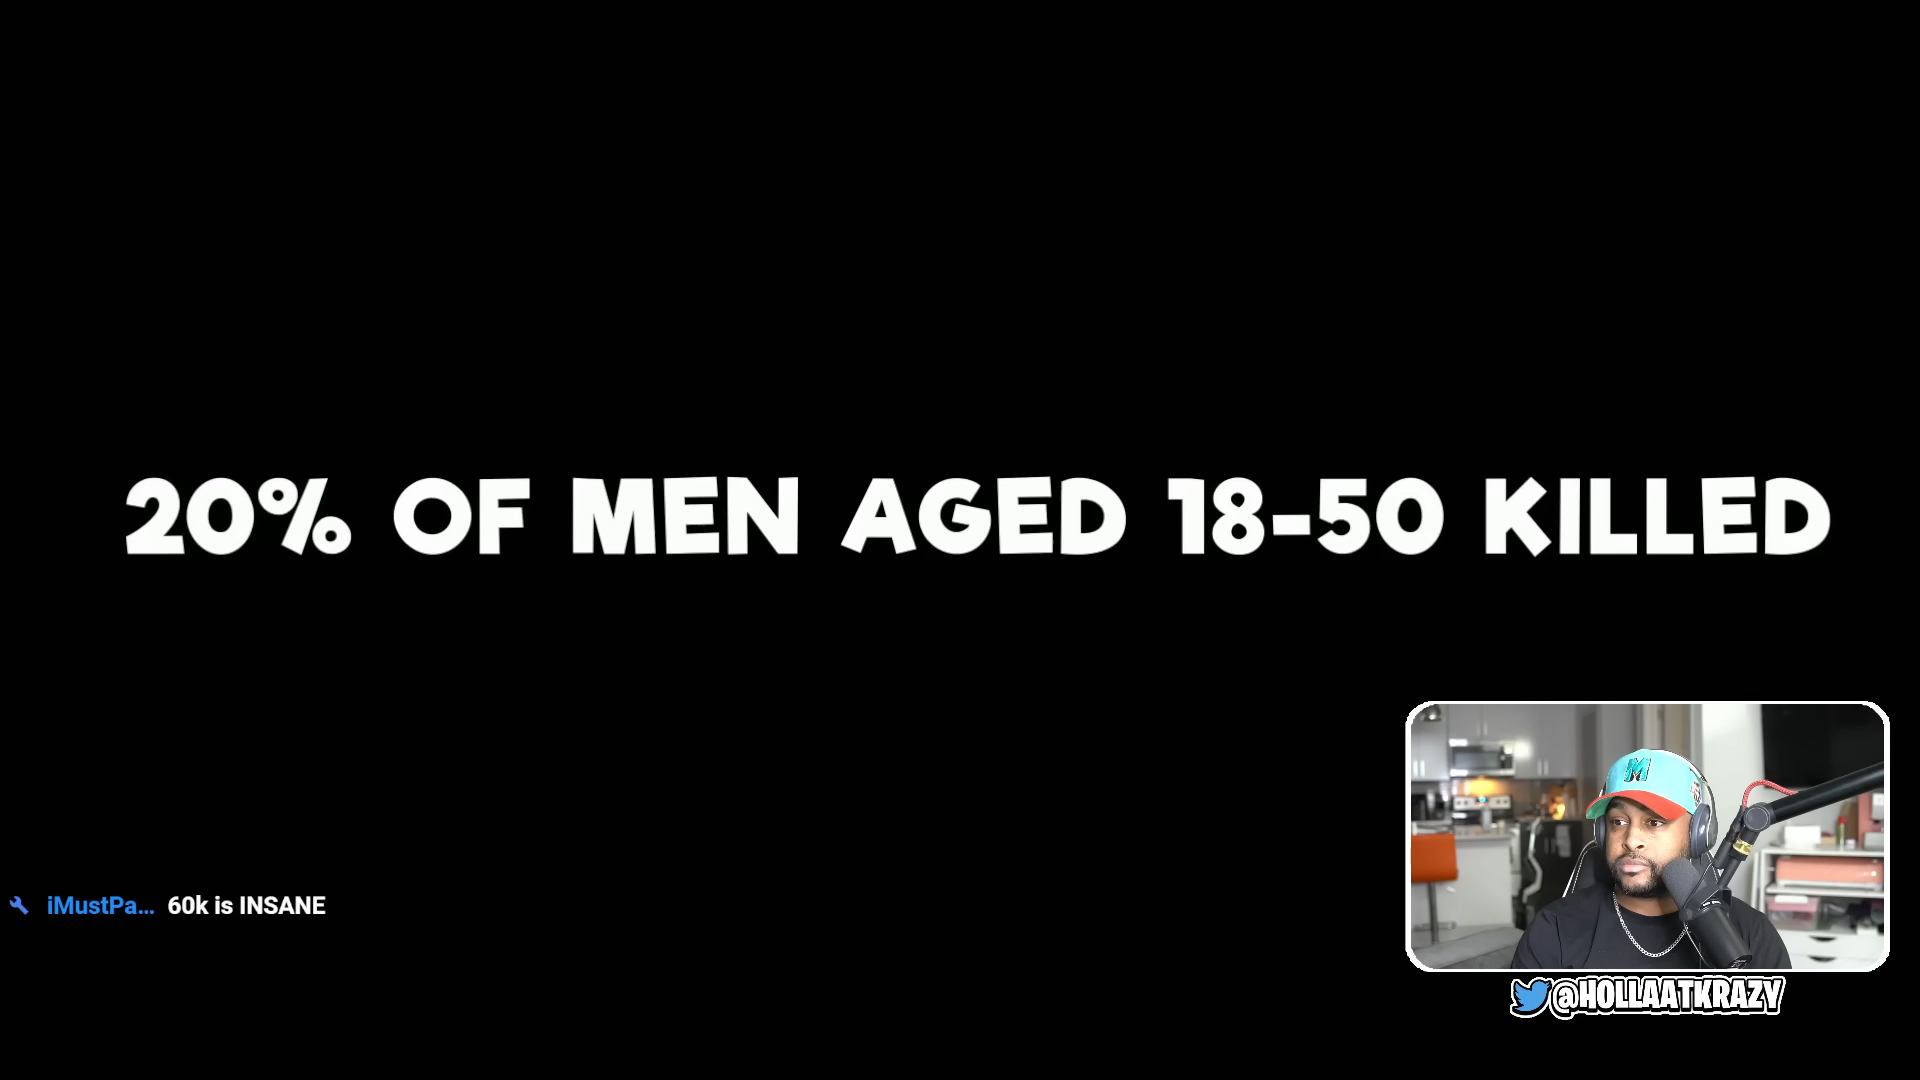 20% OF MEN AGED 18-50 KILLED
iMustPa... 60k is INSANE
M
@HOLLAATKRAZY